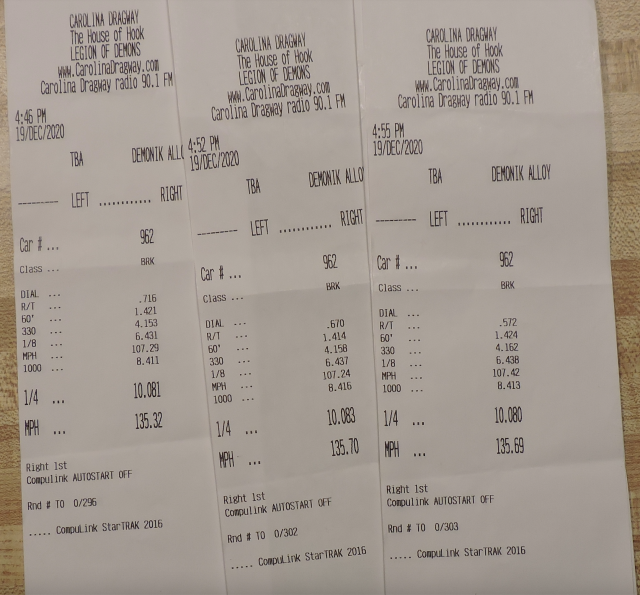 CAROLINA DRAGWAY
The House of Hook
LEGION OF DEMONS
www.CarolinaDragway.com
Carolina Dragway radio 90.1 FM
4:46 PM
19/DEC/2020
TBA DEMONIK ALL
--------- LEFT ............ RIGHT
Car # ... 962
Class ... BRK
DIAL ...
R/T ... .716
60' ... 1.421
330 ... 4.153
1/8 ... 6.431
MPH ... 107.29
1000 ... 8.411
1/4 ... 10.081
MPH ... 135.32
Right 1st
Compulink AUTOSTART OFF
Rnd # TO 0/296
..... CompuLink StarTRAK 2016
CAROLINA DRAGWAY
The House of Hook
LEGION OF DEMONS
www.CarolinaDragway.com
Carolina Dragway radio 90.1 FM
4:52 PM
19/DEC/2020
TBA DEMONIK ALLO
--------- LEFT ............ RIGHT
Car # ... 962
Class ... BRK
DIAL ...
R/T ... .670
60' ... 1.414
330 ... 4.158
1/8 ... 6.437
MPH ... 107.24
1000 ... 8.416
1/4 ... 10.083
MPH ... 135.70
Right 1st
Compulink AUTOSTART OFF
Rnd # TO 0/302
..... CompuLink StarTRAK 2016
CAROLINA DRAGWAY
The House of Hook
LEGION OF DEMONS
www.CarolinaDragway.com
Carolina Dragway radio 90.1 FM
4:55 PM
19/DEC/2020
TBA DEMONIK ALLOY
--------- LEFT ............ RIGHT
Car # ... 962
Class ... BRK
DIAL ...
R/T ... .572
60' ... 1.424
330 ... 4.162
1/8 ... 6.438
MPH ... 107.42
1000 ... 8.413
1/4 ... 10.080
MPH ... 135.69
Right 1st
Compulink AUTOSTART OFF
Rnd # TO 0/303
..... CompuLink StarTRAK 2016